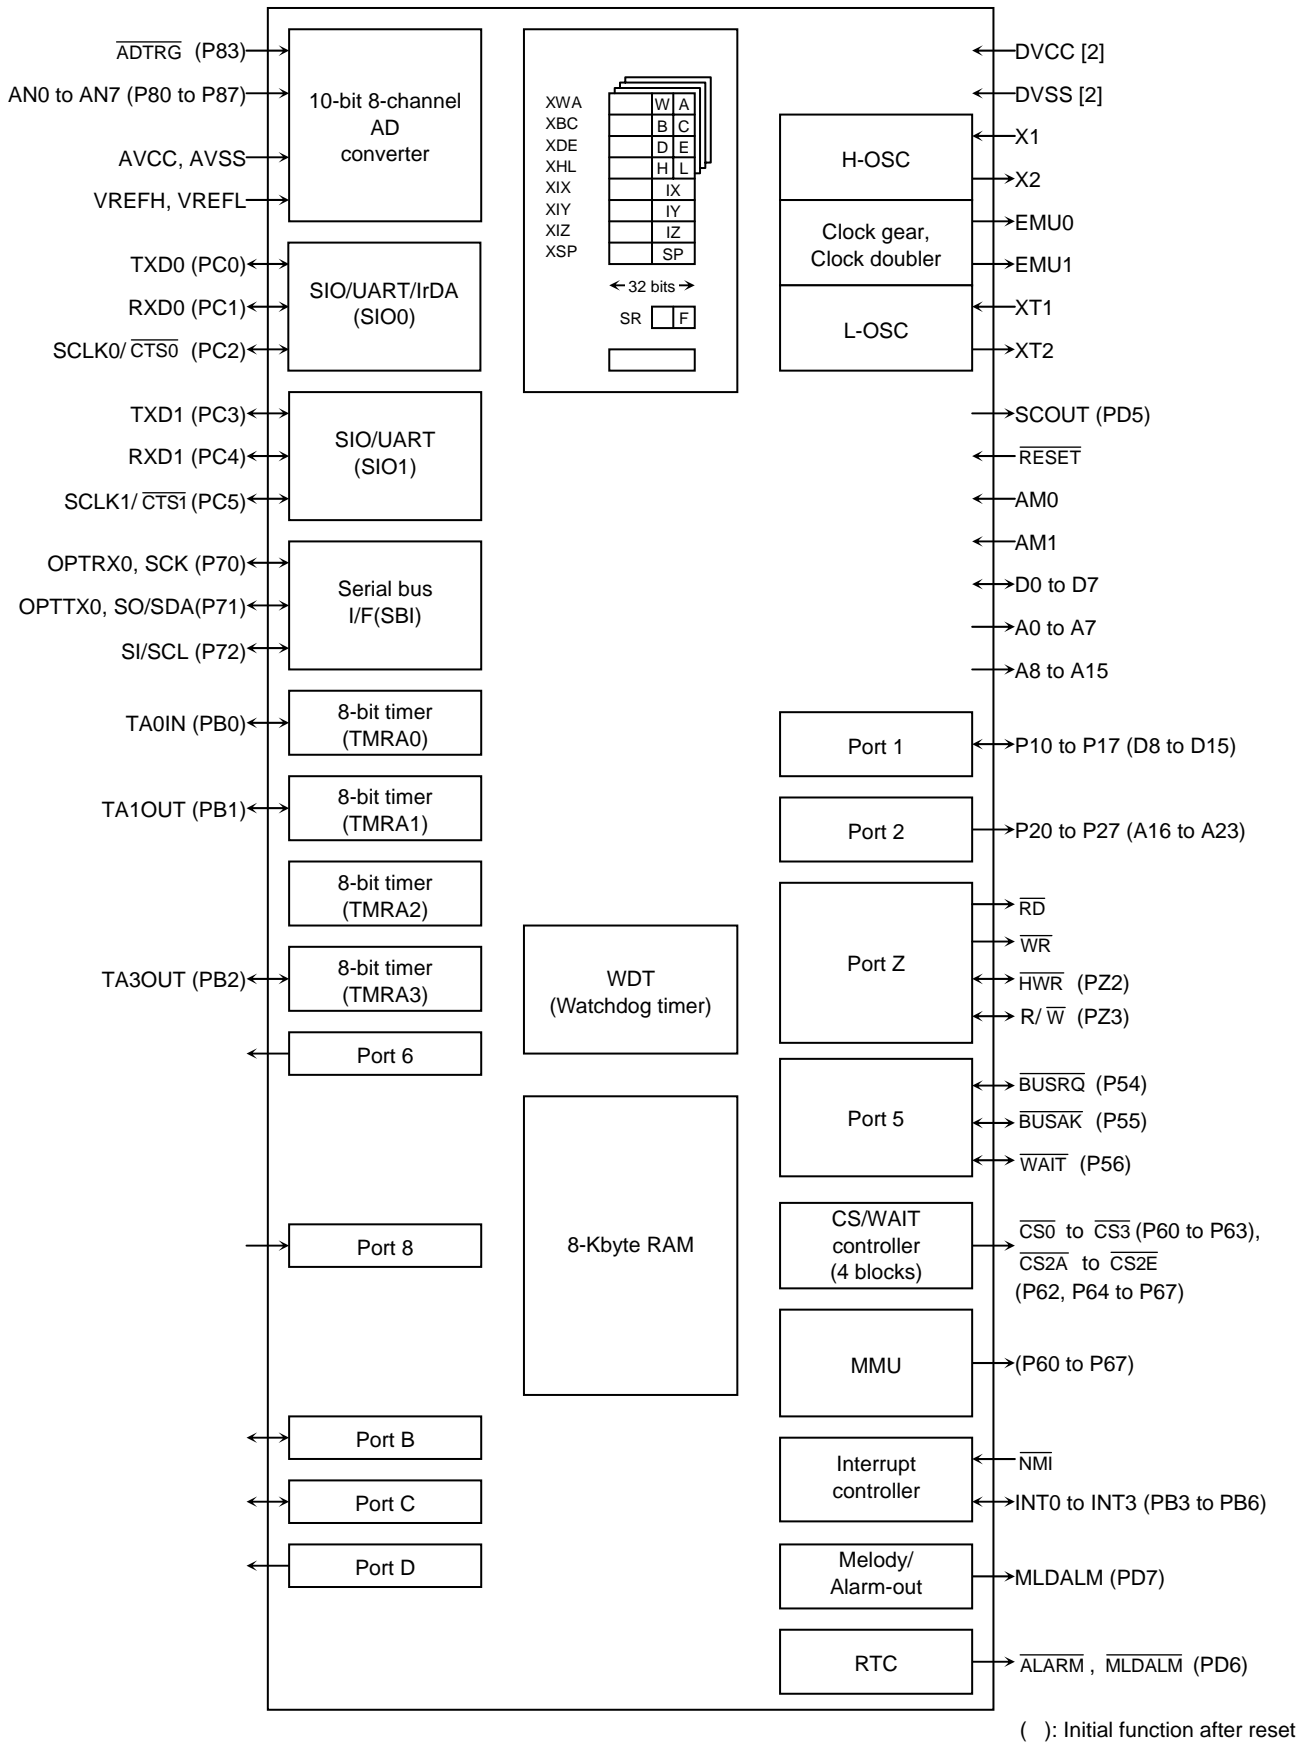 ADTRG (P83)
AN0 to AN7 (P80 to P87)
AVCC, AVSS
VREFH, VREFL
10-bit 8-channel
AD
converter
TXD0 (PC0)
RXD0 (PC1)
SCLK0/ CTS0 (PC2)
SIO/UART/IrDA
(SIO0)
TXD1 (PC3)
RXD1 (PC4)
SCLK1/ CTS1 (PC5)
SIO/UART
(SIO1)
OPTRX0, SCK (P70)
OPTTX0, SO/SDA(P71)
SI/SCL (P72)
Serial bus
I/F(SBI)
TA0IN (PB0)
8-bit timer
(TMRA0)
TA1OUT (PB1)
8-bit timer
(TMRA1)
8-bit timer
(TMRA2)
TA3OUT (PB2)
8-bit timer
(TMRA3)
Port 6
Port 8
Port B
Port C
Port D
XWA W A
XBC B C
XDE D E
XHL H L
XIX IX
XIY IY
XIZ IZ
XSP SP
32 bits
SR F
WDT
(Watchdog timer)
8-Kbyte RAM
DVCC [2]
DVSS [2]
H-OSC
X1
X2
Clock gear,
Clock doubler
EMU0
EMU1
L-OSC
XT1
XT2
SCOUT (PD5)
RESET
AM0
AM1
D0 to D7
A0 to A7
A8 to A15
Port 1
P10 to P17 (D8 to D15)
Port 2
P20 to P27 (A16 to A23)
Port Z
RD
WR
HWR (PZ2)
R/ W (PZ3)
Port 5
BUSRQ (P54)
BUSAK (P55)
WAIT (P56)
CS/WAIT
controller
(4 blocks)
CS0 to CS3 (P60 to P63),
CS2A to CS2E
(P62, P64 to P67)
MMU
(P60 to P67)
Interrupt
controller
NMI
INT0 to INT3 (PB3 to PB6)
Melody/
Alarm-out
MLDALM (PD7)
RTC
ALARM , MLDALM (PD6)
( ): Initial function after reset